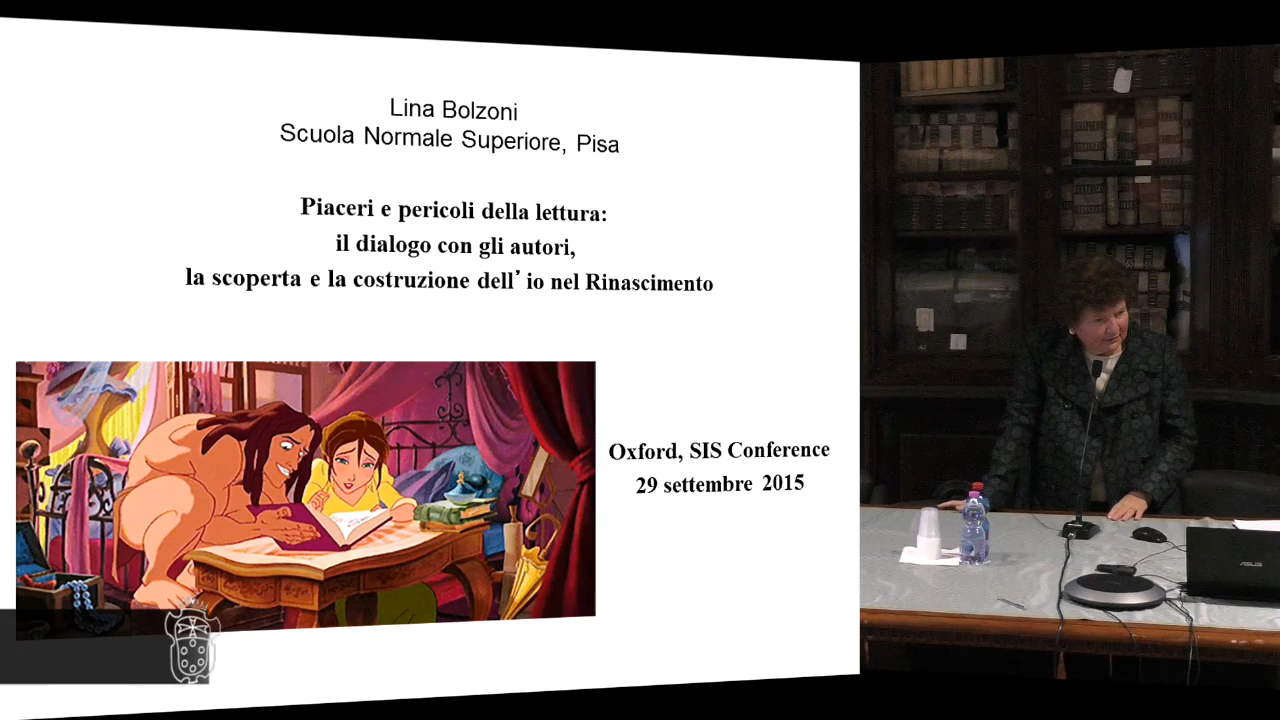 Lina Bolzoni
Scuola Normale Superiore, Pisa
Piaceri e pericoli della lettura:
il dialogo con gli autori,
la scoperta e la costruzione dell’ io nel Rinascimento
Oxford, SIS Conference
29 settembre 2015
ASUS